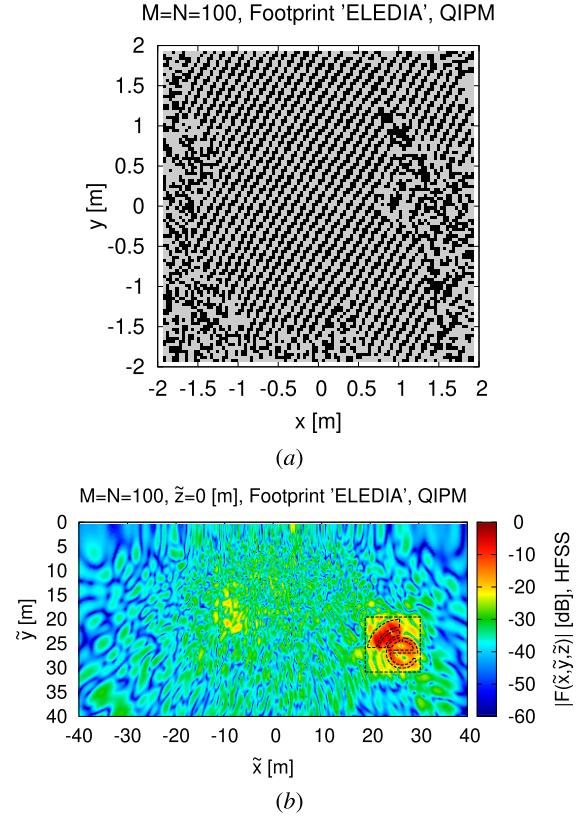 M=N=100, Footprint 'ELEDIA', QIPM
2
1.5
1
0.5
0
-0.5
-1
-1.5
-2
y [m]
-2 -1.5 -1 -0.5 0 0.5 1 1.5 2
x [m]
(a)
M=N=100, z̃=0 [m], Footprint 'ELEDIA', QIPM
0
5
10
15
20
25
30
35
40
ỹ [m]
-40 -30 -20 -10 0 10 20 30 40
x̃ [m]
0
-10
-20
-30
-40
-50
-60
|F(x̃,ỹ,z̃)| [dB], HFSS
(b)